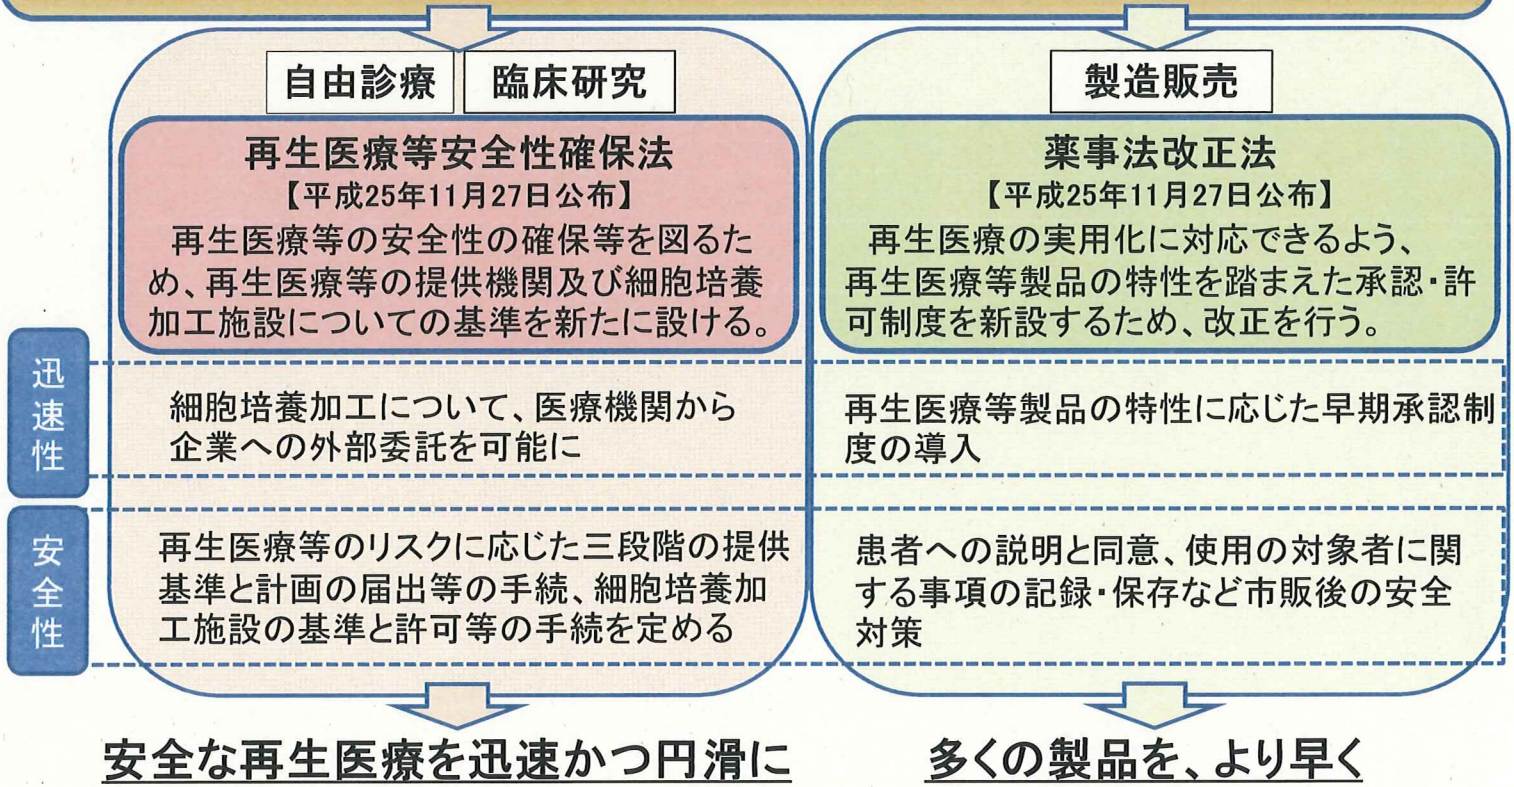 自由診療
臨床研究
再生医療等安全性確保法
【平成25年11月27日公布】
再生医療等の安全性の確保等を図るた
め、再生医療等の提供機関及び細胞培養
加工施設についての基準を新たに設ける。
製造販売
薬事法改正法
【平成25年11月27日公布】
再生医療の実用化に対応できるよう、
再生医療等製品の特性を踏まえた承認・許
可制度を新設するため、改正を行う。
迅速性
細胞培養加工について、医療機関から
企業への外部委託を可能に
再生医療等製品の特性に応じた早期承認制
度の導入
安全性
再生医療等のリスクに応じた三段階の提供
基準と計画の届出等の手続、細胞培養加
工施設の基準と許可等の手続を定める
患者への説明と同意、使用の対象者に関
する事項の記録・保存など市販後の安全
対策
安全な再生医療を迅速かつ円滑に
多くの製品を、より早く